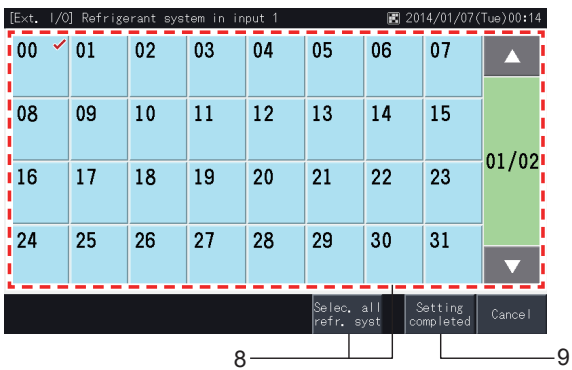 [Ext. I/O] Refrigerant system in input 1 2014/01/07(Tue)00:14
00 01 02 03 04 05 06 07
08 09 10 11 12 13 14 15
01/02
16 17 18 19 20 21 22 23
24 25 26 27 28 29 30 31
Selec. all
refr. syst
Setting
completed
Cancel
8 9